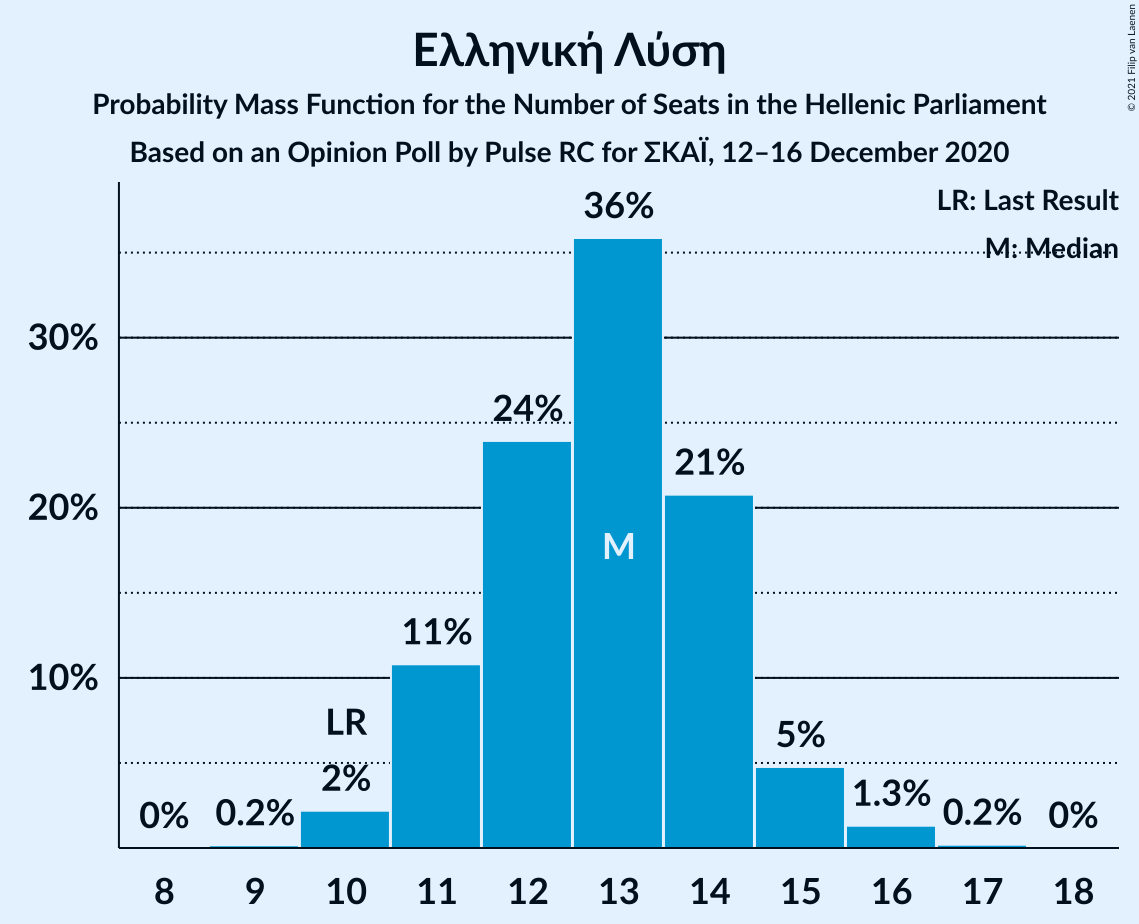 Ελληνική Λύση
Probability Mass Function for the Number of Seats in the Hellenic Parliament
Based on an Opinion Poll by Pulse RC for ΣΚΑΪ, 12–16 December 2020
© 2021 Filip van Laenen
LR: Last Result
M: Median
30%
20%
10%
0%
0.2%
LR
2%
11%
24%
36%
M
21%
5%
1.3%
0.2%
0%
8 9 10 11 12 13 14 15 16 17 18